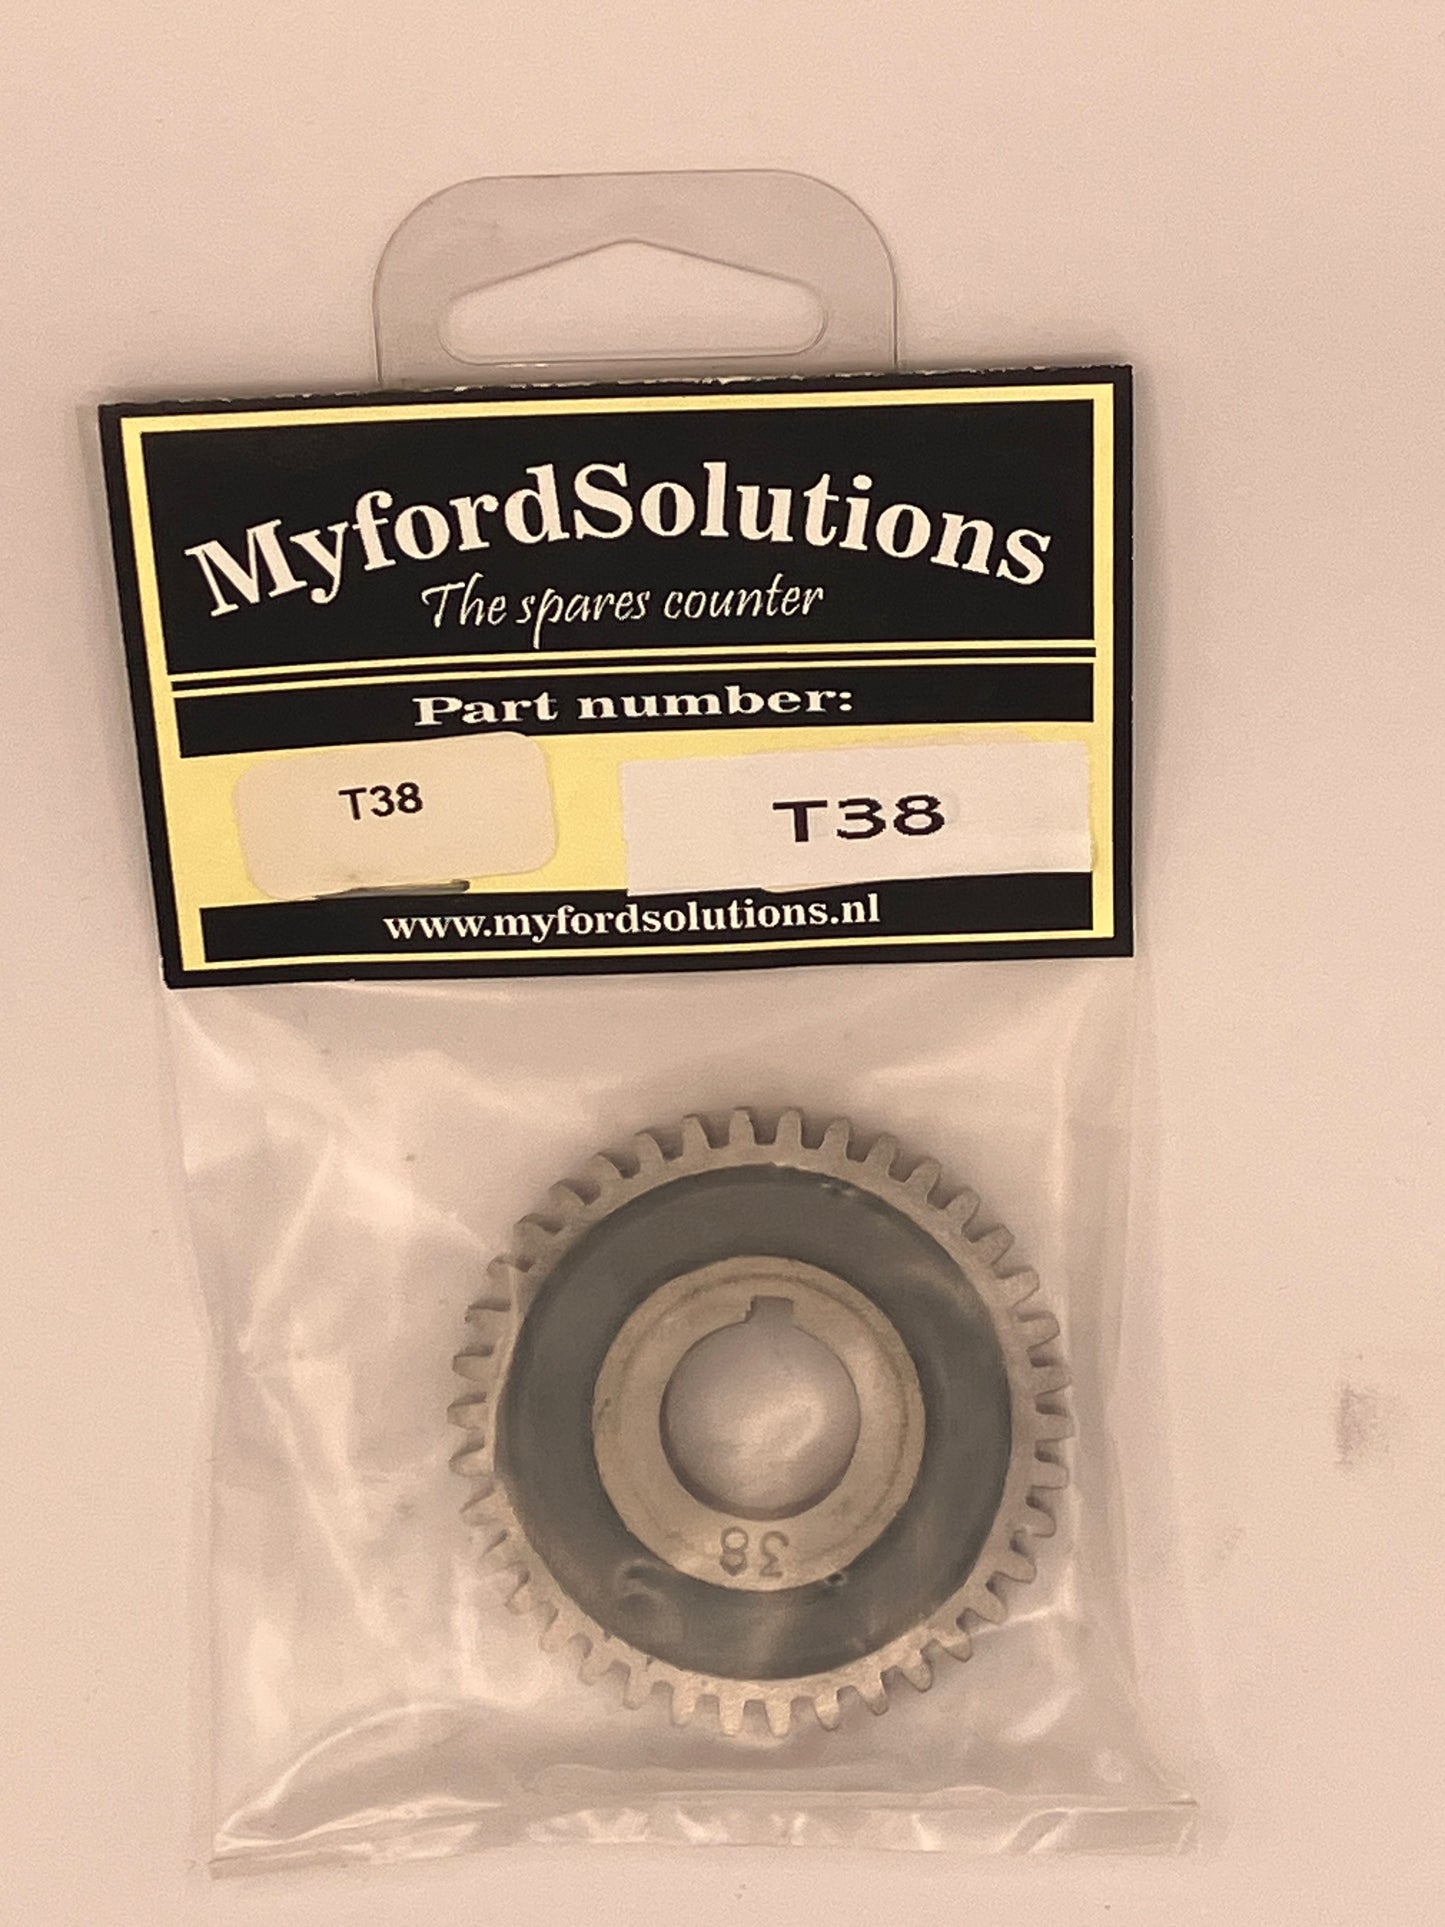 MyfordSolutions
The spares counter
Part number:
T38
T38
www.myfordsolutions.nl
38